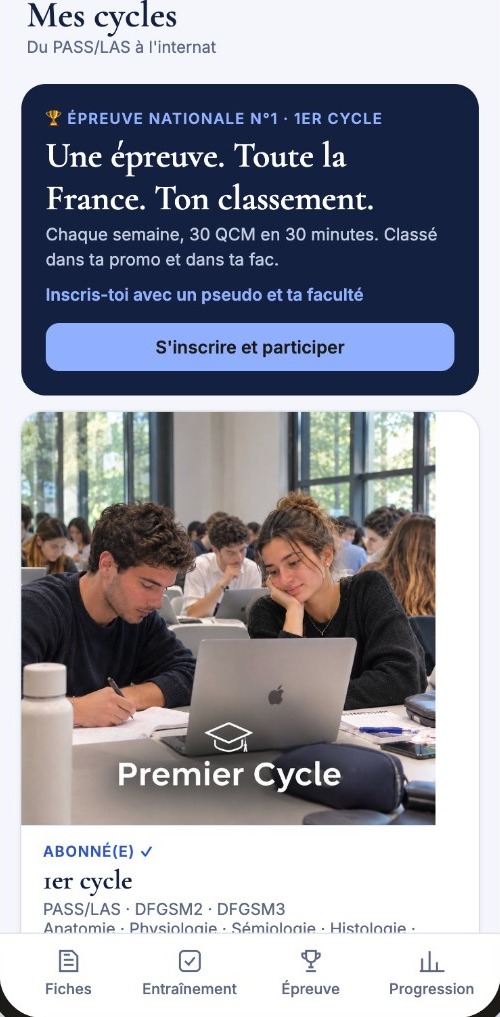 Mes cycles
Du PASS/LAS à l'internat
🏆 ÉPREUVE NATIONALE N°1 · 1ER CYCLE
Une épreuve. Toute la
France. Ton classement.
Chaque semaine, 30 QCM en 30 minutes. Classé
dans ta promo et dans ta fac.
Inscris-toi avec un pseudo et ta faculté
S'inscrire et participer
Premier Cycle
ABONNÉ(E) ✓
1er cycle
PASS/LAS · DFGSM2 · DFGSM3
Anatomie · Physiologie · Sémiologie · Histologie ·
Fiches
Entraînement
Épreuve
Progression